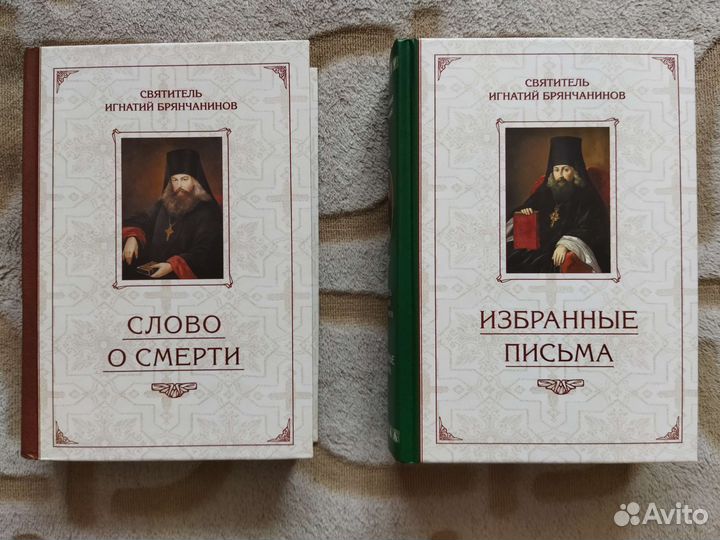 СВЯТИТЕЛЬ
ИГНАТИЙ БРЯНЧАНИНОВ
СЛОВО
О СМЕРТИ
СВЯТИТЕЛЬ
ИГНАТИЙ БРЯНЧАНИНОВ
ИЗБРАННЫЕ
ПИСЬМА
Avito